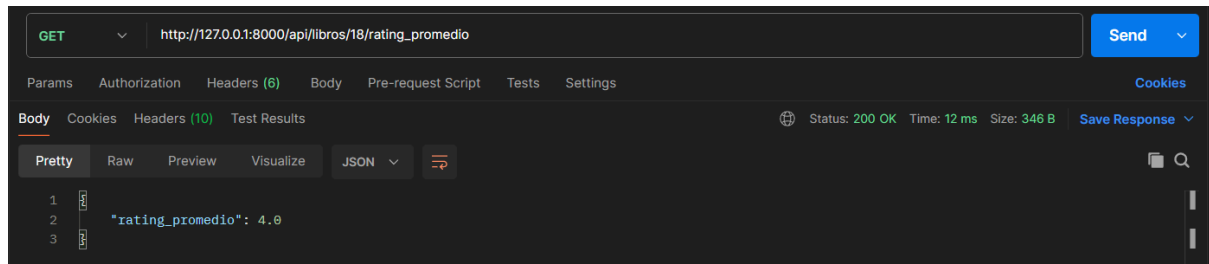 GET http://127.0.0.1:8000/api/libros/18/rating_promedio Send
Params Authorization Headers (6) Body Pre-request Script Tests Settings Cookies
Body Cookies Headers (10) Test Results Status: 200 OK Time: 12 ms Size: 346 B Save Response
Pretty Raw Preview Visualize JSON
1 {
2 "rating_promedio": 4.0
3 }